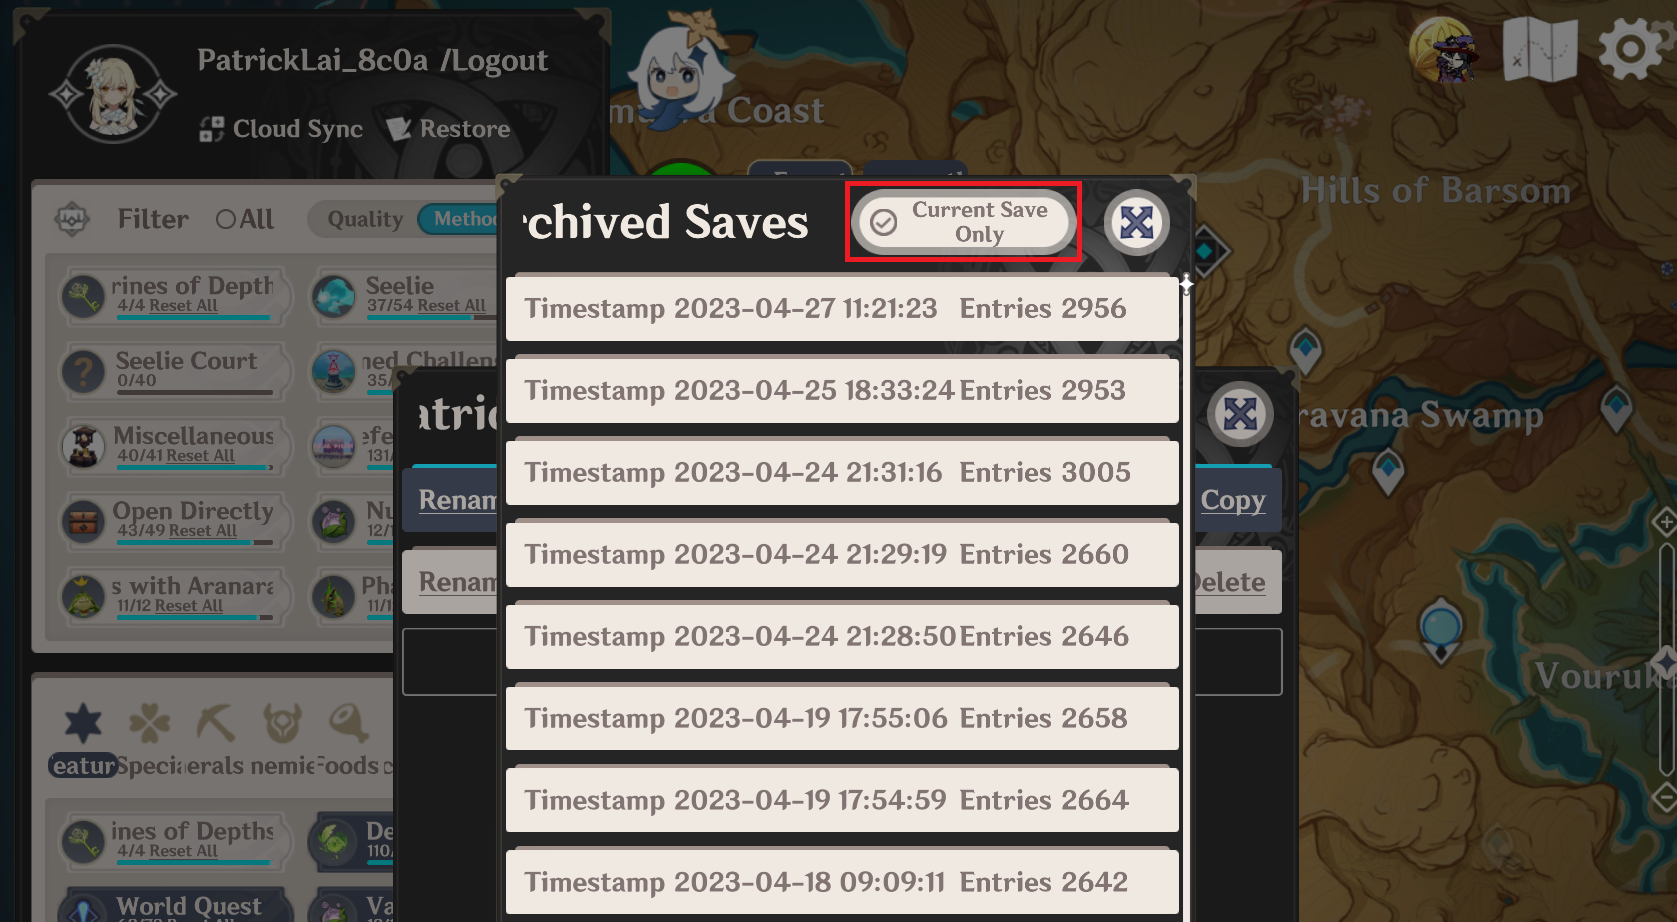 PatrickLai_8c0a /Logout
Cloud Sync Restore
Coast
Hills of Barsom
Filter All Quality Metho
chived Saves
Current Save
Only
rines of Depth
4/4 Reset All
Seelie
37/54 Reset All
Timestamp 2023-04-27 11:21:23 Entries 2956
Seelie Court
0/40
ned Challen
35/
Timestamp 2023-04-25 18:33:24 Entries 2953
atric
ravana Swamp
Miscellaneous
40/41 Reset All
efe
131/
Timestamp 2023-04-24 21:31:16 Entries 3005
Renam
Copy
Open Directly
43/49 Reset All
Nu
12/1
Timestamp 2023-04-24 21:29:19 Entries 2660
Renam
Delete
s with Aranara
11/12 Reset All
Pha
11/1
Timestamp 2023-04-24 21:28:50 Entries 2646
Vouruk
Timestamp 2023-04-19 17:55:06 Entries 2658
eatur Specia erals nemie Foods c
Timestamp 2023-04-19 17:54:59 Entries 2664
ines of Depths
4/4 Reset All
De
110/
Timestamp 2023-04-18 09:09:11 Entries 2642
World Quest
Va